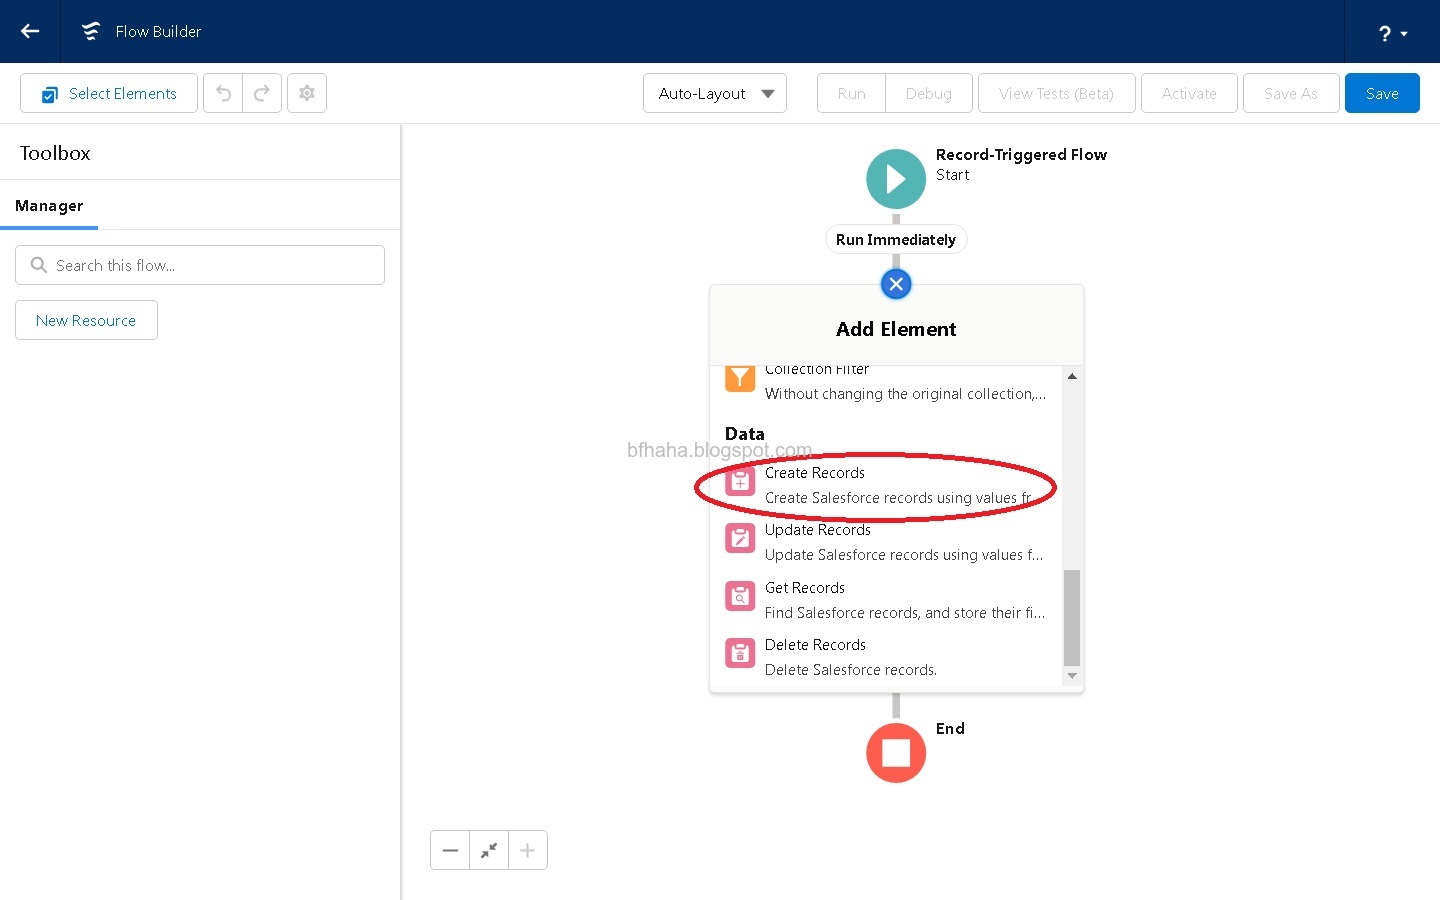 Flow Builder
?
Select Elements
Auto-Layout
Run
Debug
View Tests (Beta)
Activate
Save As
Save
Toolbox
Manager
Search this flow...
New Resource
Record-Triggered Flow
Start
Run Immediately
Add Element
Collection Filter
Without changing the original collection,...
Data
bfhaha.blogspot.com
Create Records
Create Salesforce records using values fr
Update Records
Update Salesforce records using values f...
Get Records
Find Salesforce records, and store their fi...
Delete Records
Delete Salesforce records.
End